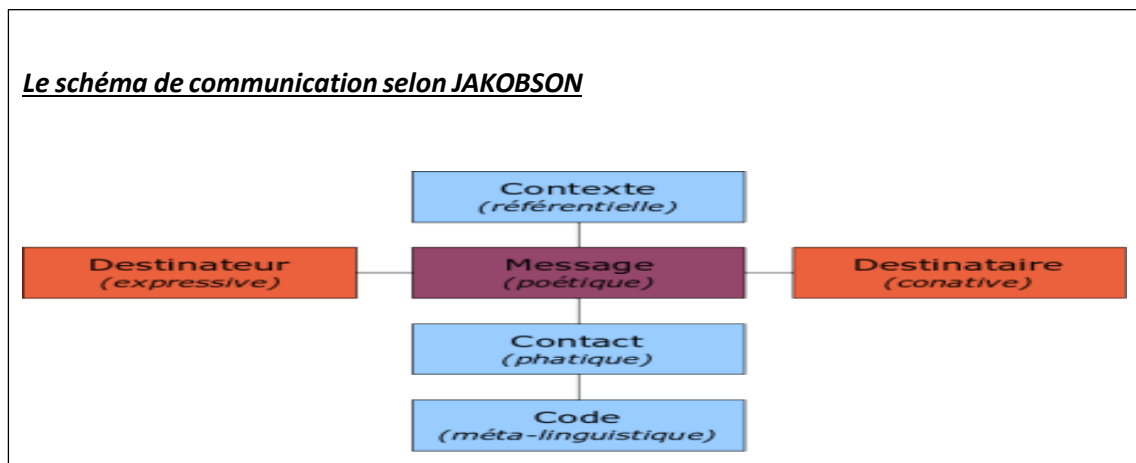 Le schéma de communication selon JAKOBSON
Contexte
(référentielle)
Destinateur
(expressive)
Message
(poétique)
Destinataire
(conative)
Contact
(phatique)
Code
(méta-linguistique)